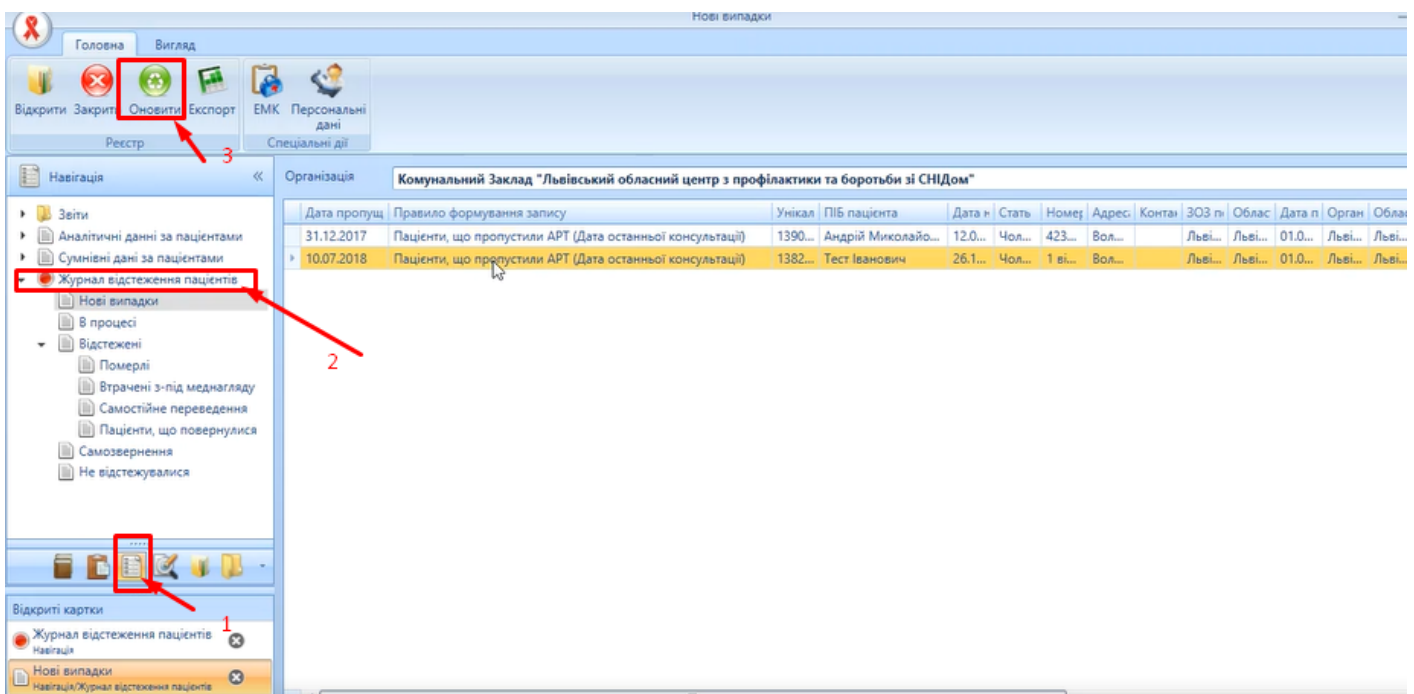 Нові випадки
Головна Вигляд
Відкрити Закрити Оновити Експорт ЕМК Персональні
дані
Реєстр Спеціальні дії
3
Навігація « Організація Комунальний Заклад "Львівський обласний центр з профілактики та боротьби зі СНІДом"
Дата пропущ Правило формування запису Унікал ПІБ пацієнта Дата н Стать Номер Адрес Контак ЗОЗ Облас Дата п Орган Облас
31.12.2017 Пацієнти, що пропустили АРТ (Дата останньої консультації) 1390... Андрій Миколайо... 12.0... Чол... 423... Вол... Льві... Льві... 01.0... Льві... Льві...
10.07.2018 Пацієнти, що пропустили АРТ (Дата останньої консультації) 1382... Тест Іванович 26.1... Чол... 1 ві... Вол... Льві... Льві... 01.0... Льві... Льві...
Звіти
Аналітичні данні за пацієнтами
Сумнівні дані за пацієнтами
Журнал відстеження пацієнтів
Нові випадки
В процесі
Відстежені
Померлі
Втрачені з-під меднагляду
Самостійне переведення
Пацієнти, що повернулися
Самозвернення
Не відстежувалися
2
1
Відкриті картки
Журнал відстеження пацієнтів
Навігація
Нові випадки
Навігація/Журнал відстеження пацієнтів